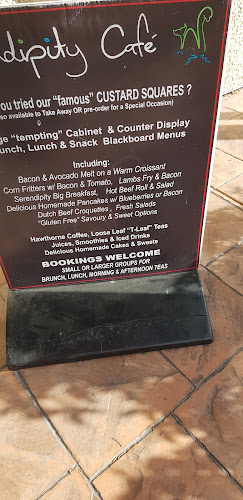 dipity Café
ou tried our "famous" CUSTARD SQUARES ?
so available to Take Away OR pre-order for a Special Occasion)
ge "tempting" Cabinet & Counter Display
unch, Lunch & Snack Blackboard Menus
Including:
Bacon & Avocado Melt on a Warm Croissant
Corn Fritters w/ Bacon & Tomato, Lambs Fry & Bacon
Serendipity Big Breakfast, Hot Beef Roll & Salad
Delicious Homemade Pancakes w/ Blueberries or Bacon
Dutch Beef Croquettes, Fresh Salads
"Gluten Free" Savoury & Sweet Options
Hawthorne Coffee, Loose Leaf "T-Leaf" Teas
Juices, Smoothies & Iced Drinks
Delicious Homemade Cakes & Sweets
BOOKINGS WELCOME
SMALL OR LARGER GROUPS FOR
BRUNCH, LUNCH, MORNING & AFTERNOON TEAS